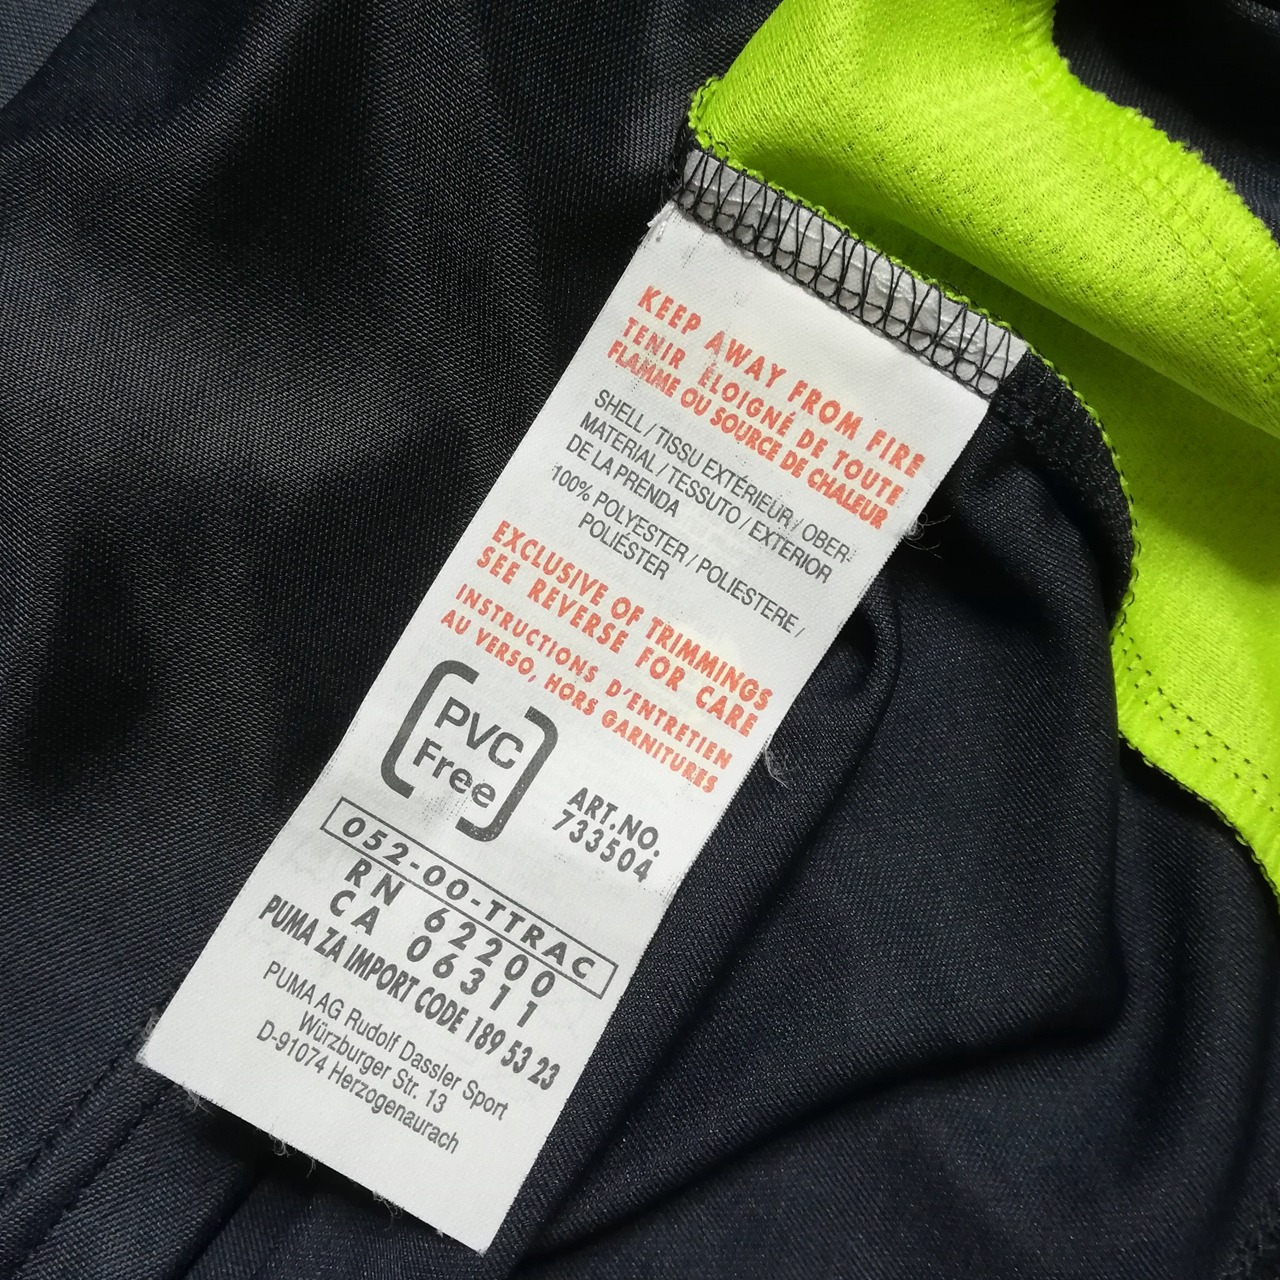 KEEP AWAY FROM FIRE
TENIR ÉLOIGNÉ DE TOUTE
FLAMME OU SOURCE DE CHALEUR
SHELL / TISSU EXTÉRIEUR / OBER-
MATERIAL / TESSUTO / EXTERIOR
DE LA PRENDA
100% POLYESTER / POLIESTERE /
POLIÉSTER
EXCLUSIVE OF TRIMMINGS
SEE REVERSE FOR CARE
INSTRUCTIONS D'ENTRETIEN
AU VERSO, HORS GARNITURES
PVC
Free
ART.NO.
733504
052-00-TTRAC
RN 62200
CA 06311
PUMA ZA IMPORT CODE 189 53 23
PUMA AG Rudolf Dassler Sport
Würzburger Str. 13
D-91074 Herzogenaurach